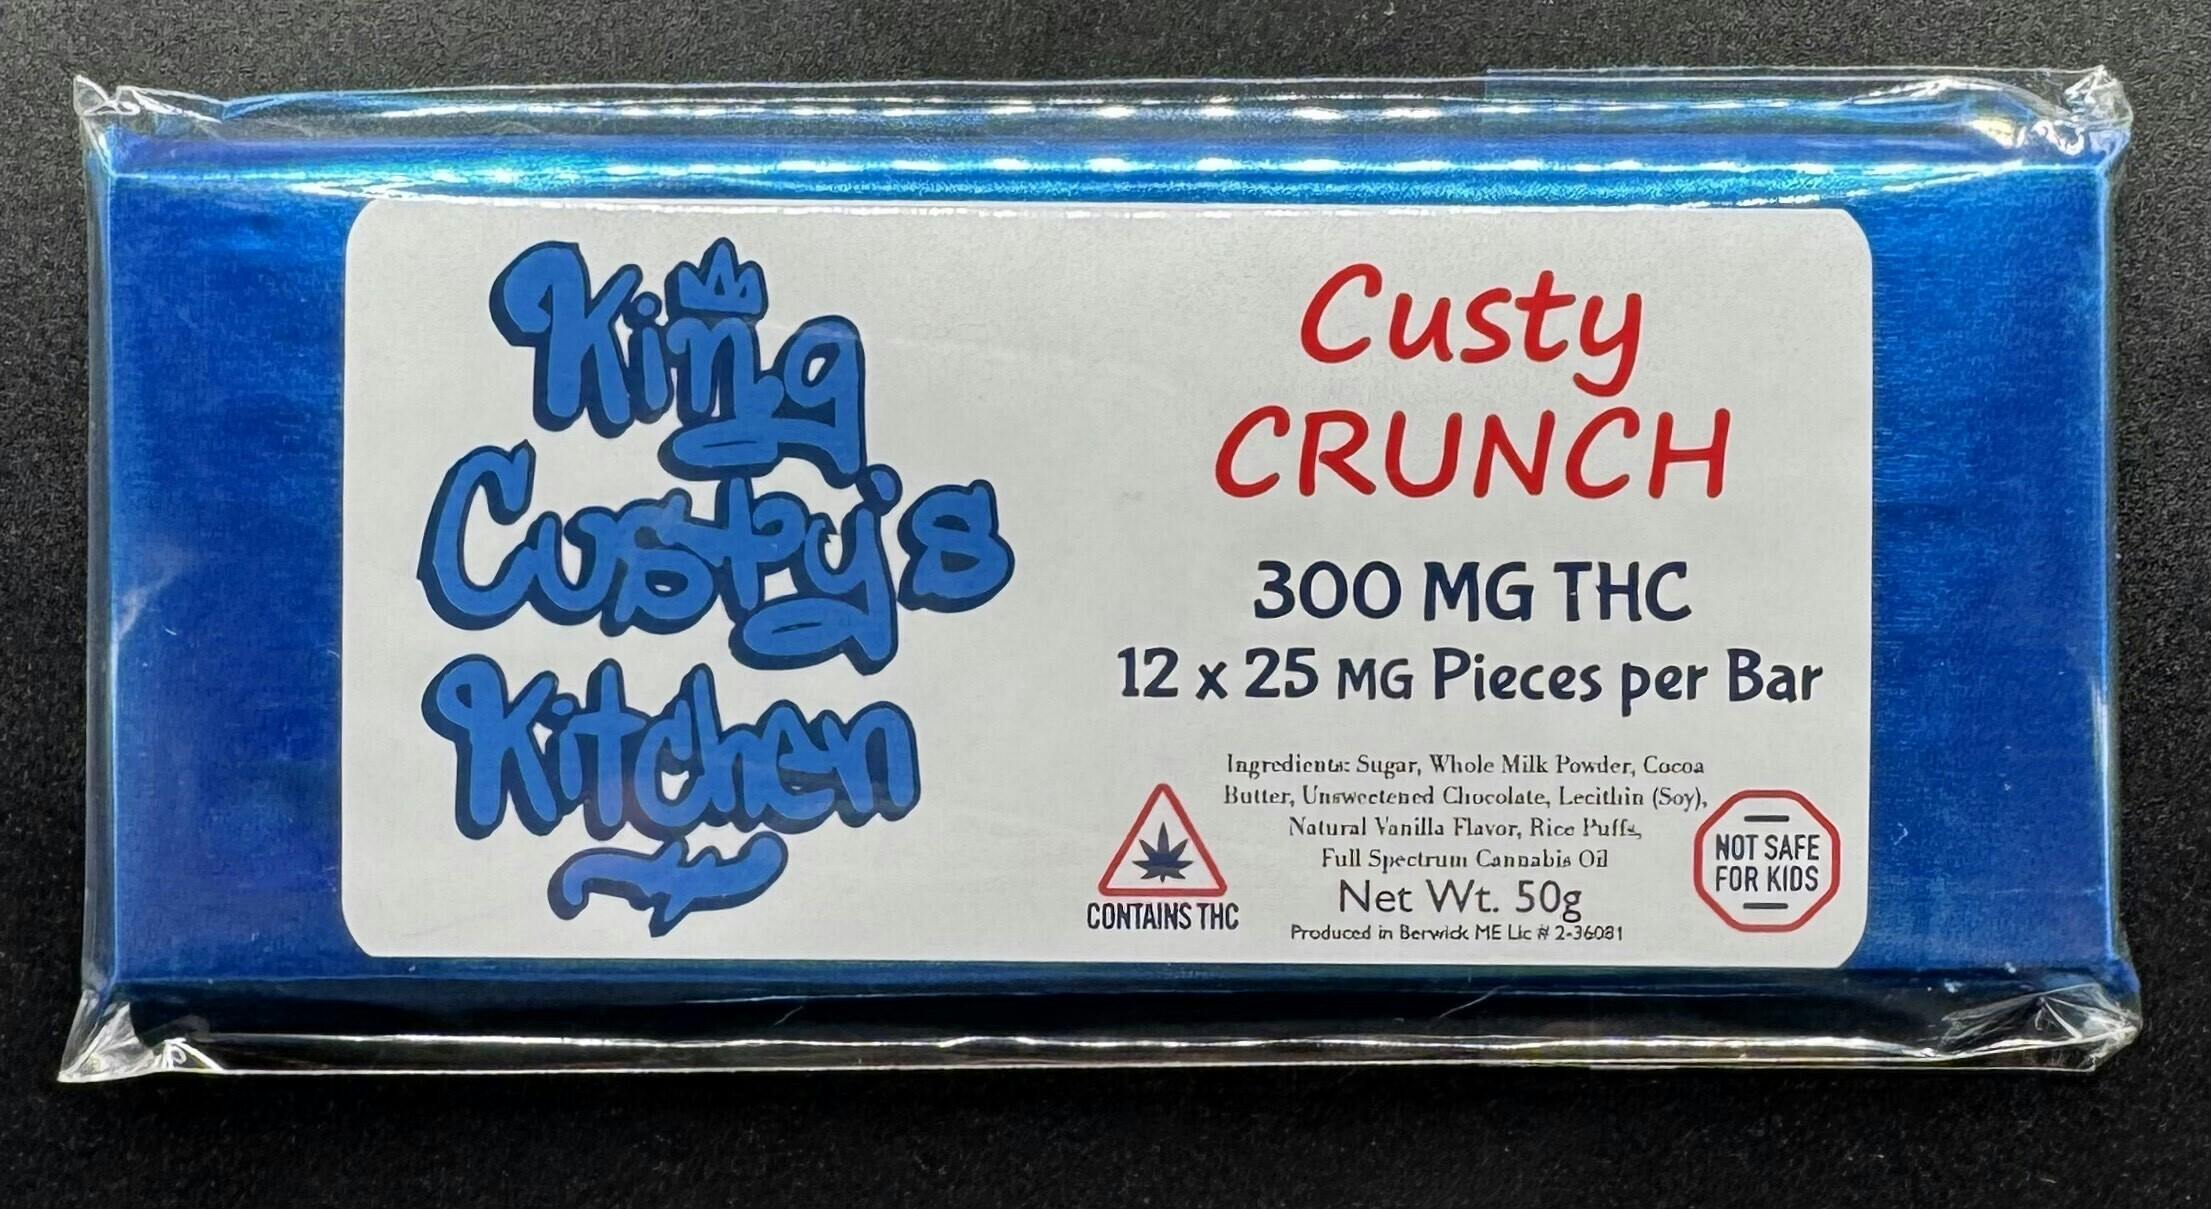 King
Custy's
Kitchen
Custy
CRUNCH
300 MG THC
12 x 25 MG Pieces per Bar
Ingredients: Sugar, Whole Milk Powder, Cocoa
Butter, Unsweetened Chocolate, Lecithin (Soy),
Natural Vanilla Flavor, Rice Puffs,
Full Spectrum Cannabis Oil
Net Wt. 50g
Produced in Berwick ME Lic # 2-36081
CONTAINS THC
NOT SAFE
FOR KIDS